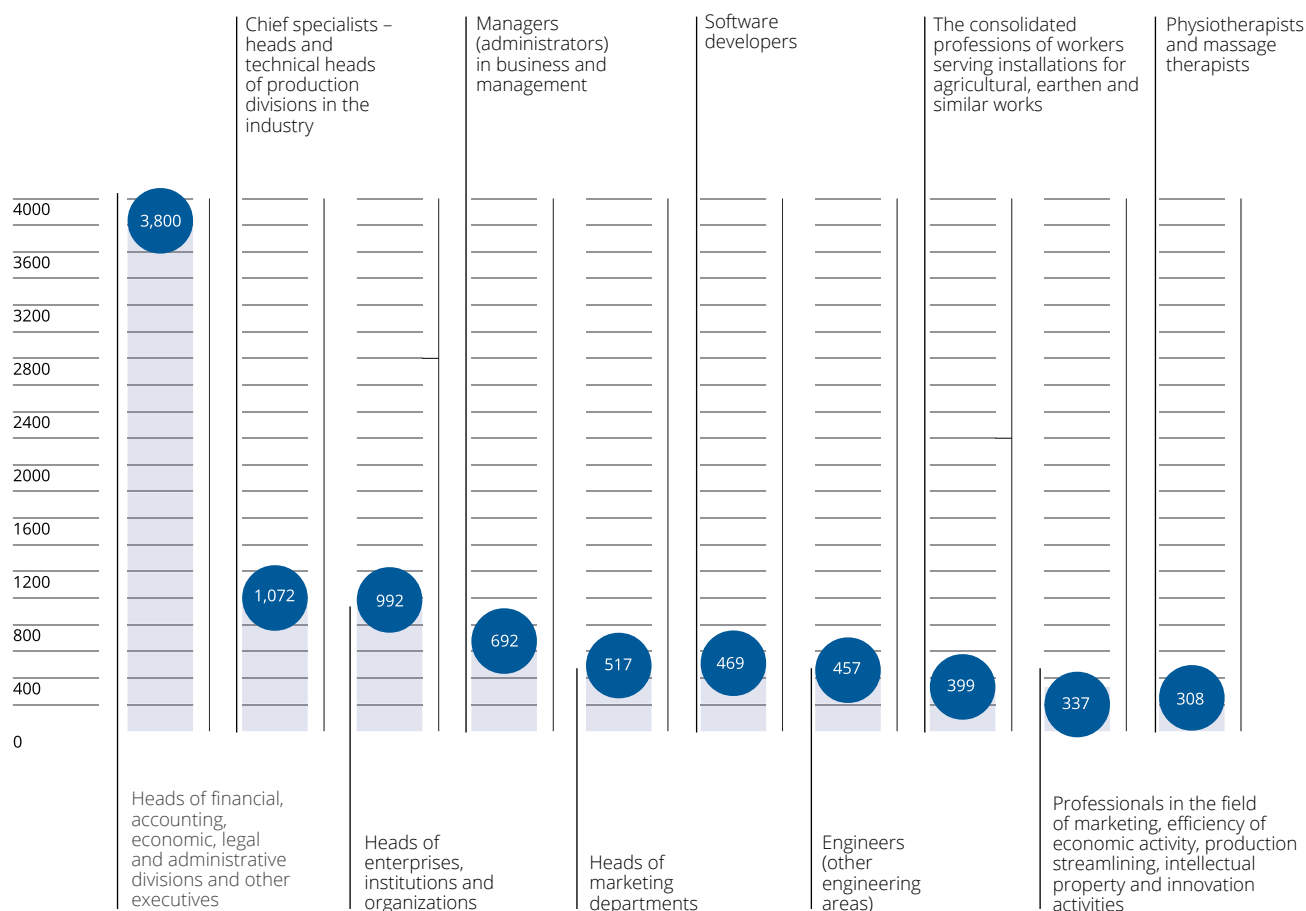 Chief specialists –
heads and
technical heads
of production
divisions in the
industry
Managers
(administrators)
in business and
management
Software
developers
The consolidated
professions of workers
serving installations for
agricultural, earthen and
similar works
Physiotherapists
and massage
therapists
4000
3600
3200
2800
2400
2000
1600
1200
800
400
0
3,800
1,072
992
692
517
469
457
399
337
308
Heads of financial,
accounting,
economic, legal
and administrative
divisions and other
executives
Heads of
enterprises,
institutions and
organizations
Heads of
marketing
departments
Engineers
(other
engineering
areas)
Professionals in the field
of marketing, efficiency of
economic activity, production
streamlining, intellectual
property and innovation
activities